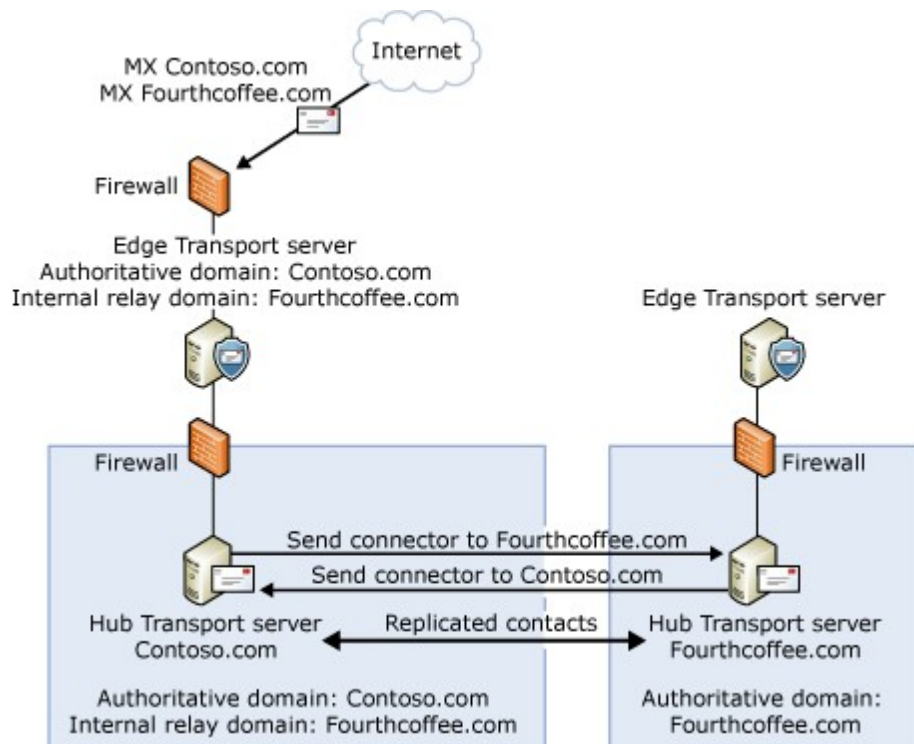 Internet
MX Contoso.com
MX Fourthcoffee.com
Firewall
Edge Transport server
Authoritative domain: Contoso.com
Internal relay domain: Fourthcoffee.com
Edge Transport server
Firewall
Firewall
Send connector to Fourthcoffee.com
Send connector to Contoso.com
Replicated contacts
Hub Transport server
Contoso.com
Hub Transport server
Fourthcoffee.com
Authoritative domain: Contoso.com
Internal relay domain: Fourthcoffee.com
Authoritative domain:
Fourthcoffee.com